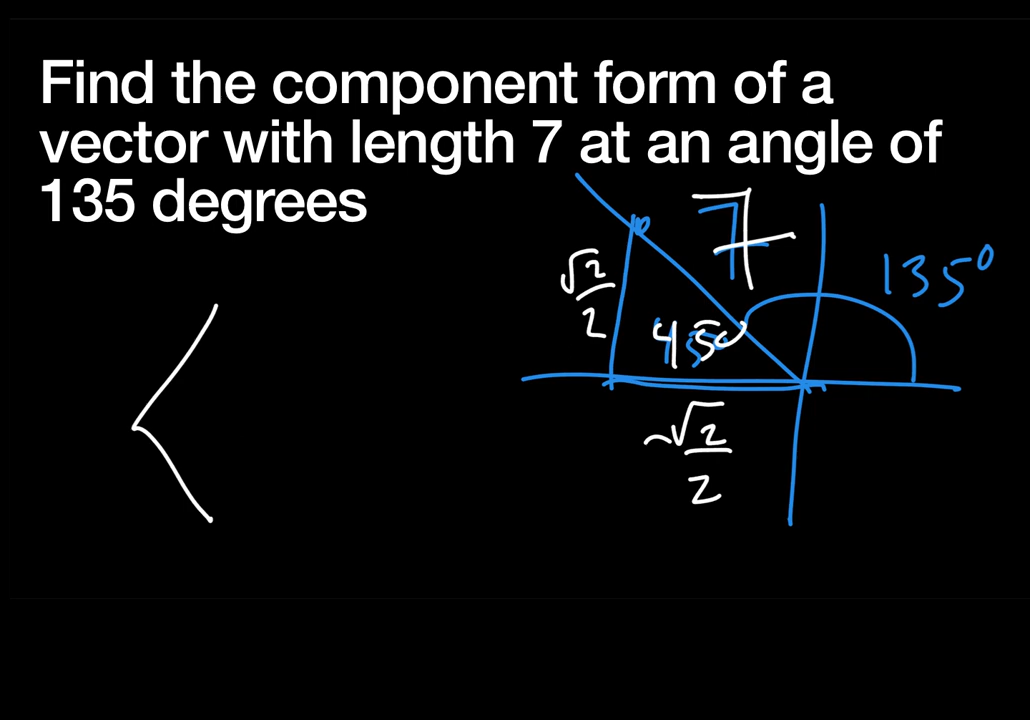 Find the component form of a
vector with length 7 at an angle of
135 degrees
7
135°
√2
2
45°
-√2
2
<